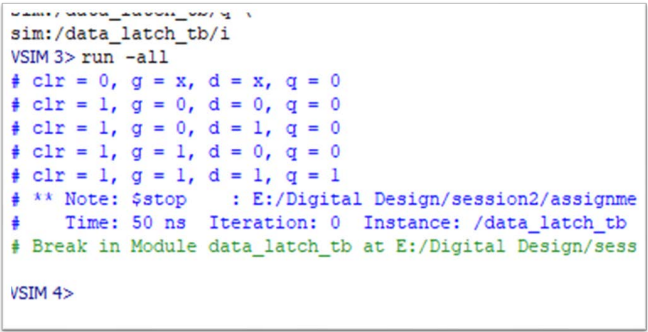 sim:/data_latch_tb/q \
sim:/data_latch_tb/i
VSIM 3> run -all
# clr = 0, g = x, d = x, q = 0
# clr = 1, g = 0, d = 0, q = 0
# clr = 1, g = 0, d = 1, q = 0
# clr = 1, g = 1, d = 0, q = 0
# clr = 1, g = 1, d = 1, q = 1
# ** Note: $stop    : E:/Digital Design/session2/assignme
#    Time: 50 ns  Iteration: 0  Instance: /data_latch_tb
# Break in Module data_latch_tb at E:/Digital Design/sess
VSIM 4>